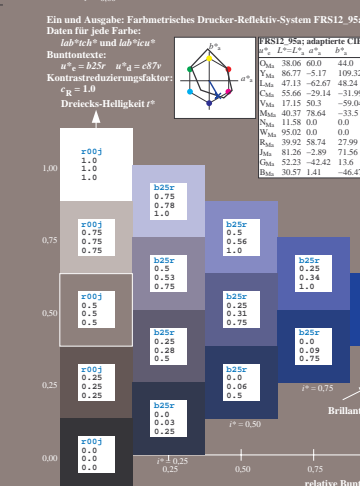 Ein und Ausgabe: Farbmetrisches Drucker-Reflektiv-System FRS12_95
Daten für jede Farbe:
lab*tch* und lab*icu*
Bunttexte:
u*e = b25r u*d = c87v
Kontrastreduzierungsfaktor:
cR = 1.0
Dreiecks-Helligkeit t*
b*a
a*a
FRS12_95a; adaptierte CIE
u*e L*=L*a a*a b*a
OMa 38.06 60.0 44.0
YMa 86.77 −5.17 109.32
LMa 47.13 −62.67 48.24
CMa 55.66 −29.14 −31.99
VMa 17.15 50.3 −59.04
MMa 40.37 78.64 −33.5
NMa 11.58 0.0 0.0
WMa 95.02 0.0 0.0
RMa 39.92 58.74 27.99
JMa 81.26 −2.89 71.56
GMa 52.23 −42.42 13.6
BMa 30.57 1.41 −46.47
1,00
0,75
0,50
0,25
0,00
r00j
1.0
1.0
1.0
r00j
0.75
0.75
0.75
r00j
0.5
0.5
0.5
r00j
0.25
0.25
0.25
r00j
0.0
0.0
0.0
b25r
0.75
0.78
1.0
b25r
0.5
0.53
0.75
b25r
0.25
0.28
0.5
b25r
0.0
0.03
0.25
b25r
0.5
0.56
1.0
b25r
0.25
0.31
0.75
b25r
0.0
0.06
0.5
b25r
0.25
0.34
1.0
b25r
0.0
0.09
0.75
i* = 0,75
i* = 0,50
i* = 0,25
Brillant
0,25
0,50
0,75
relative Bunt